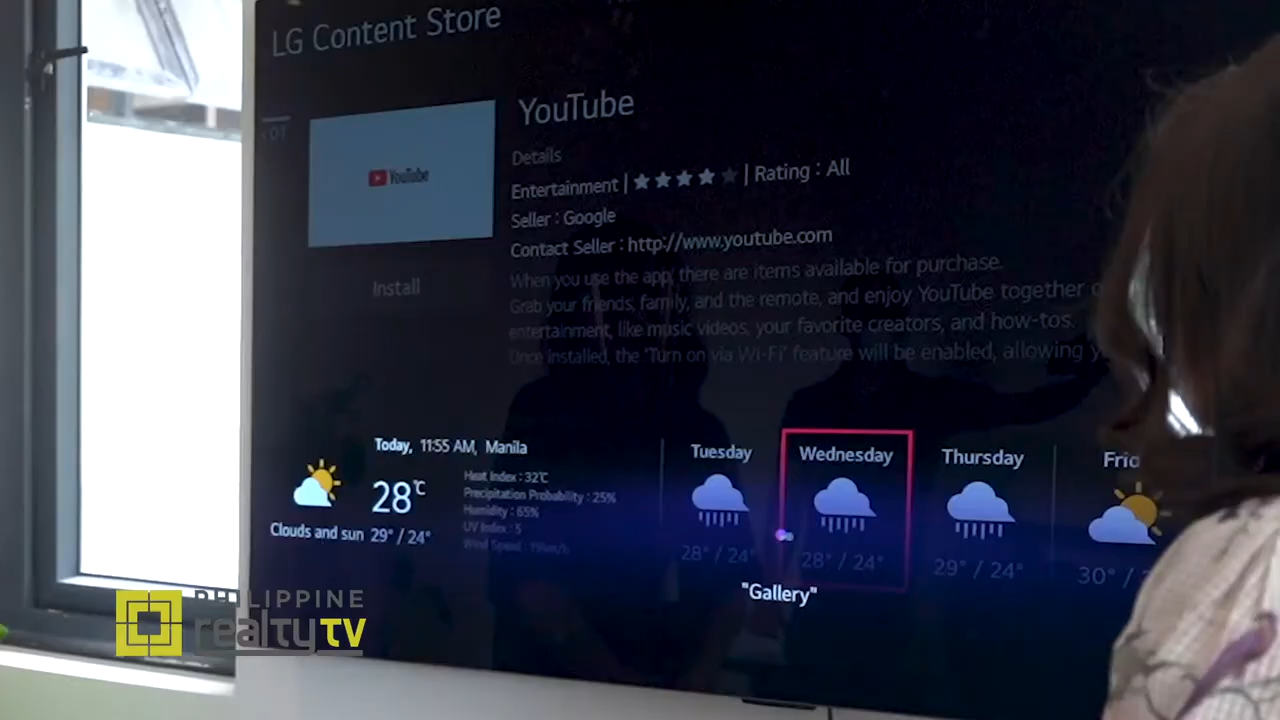 LG Content Store
YouTube
YouTube
Details
Entertainment | ★★★★★ | Rating : All
Seller : Google
Contact Seller : http://www.youtube.com
Install
When you use the app, there are items available for purchase.
Grab your friends, family, and the remote, and enjoy YouTube together
entertainment, like music videos, your favorite creators, and how-tos.
Once installed, the "Turn on via Wi-Fi" feature will be enabled, allowing
Today, 11:55 AM, Manila
28°C
Clouds and sun 29° / 24°
Heat Index : 32°C
Precipitation Probability : 25%
Humidity : 65%
UV Index : 5
Wind Speed :
Tuesday
28° / 24°
Wednesday
28° / 24°
Thursday
29° / 24°
30° /
"Gallery"
PHILIPPINE
realtytv